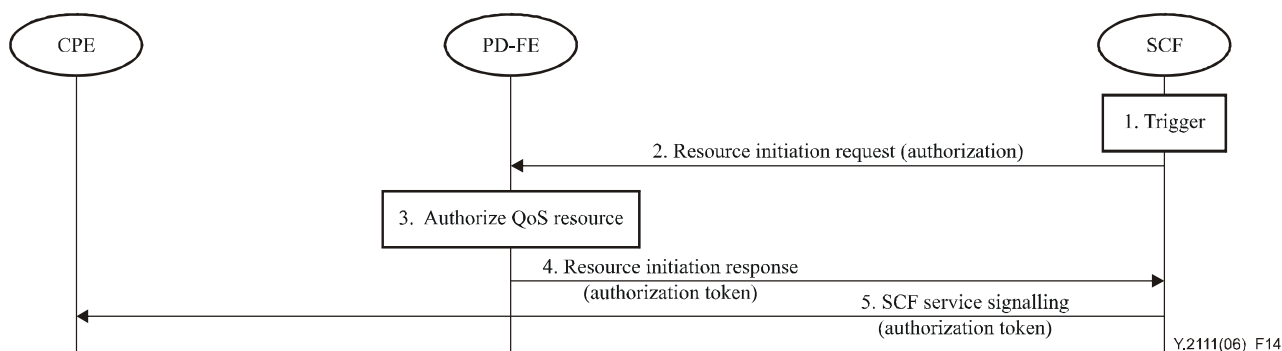 CPE
PD-FE
SCF
1. Trigger
2. Resource initiation request (authorization)
3. Authorize QoS resource
4. Resource initiation response
(authorization token)
5. SCF service signalling
(authorization token)
Y.2111(06)_F14